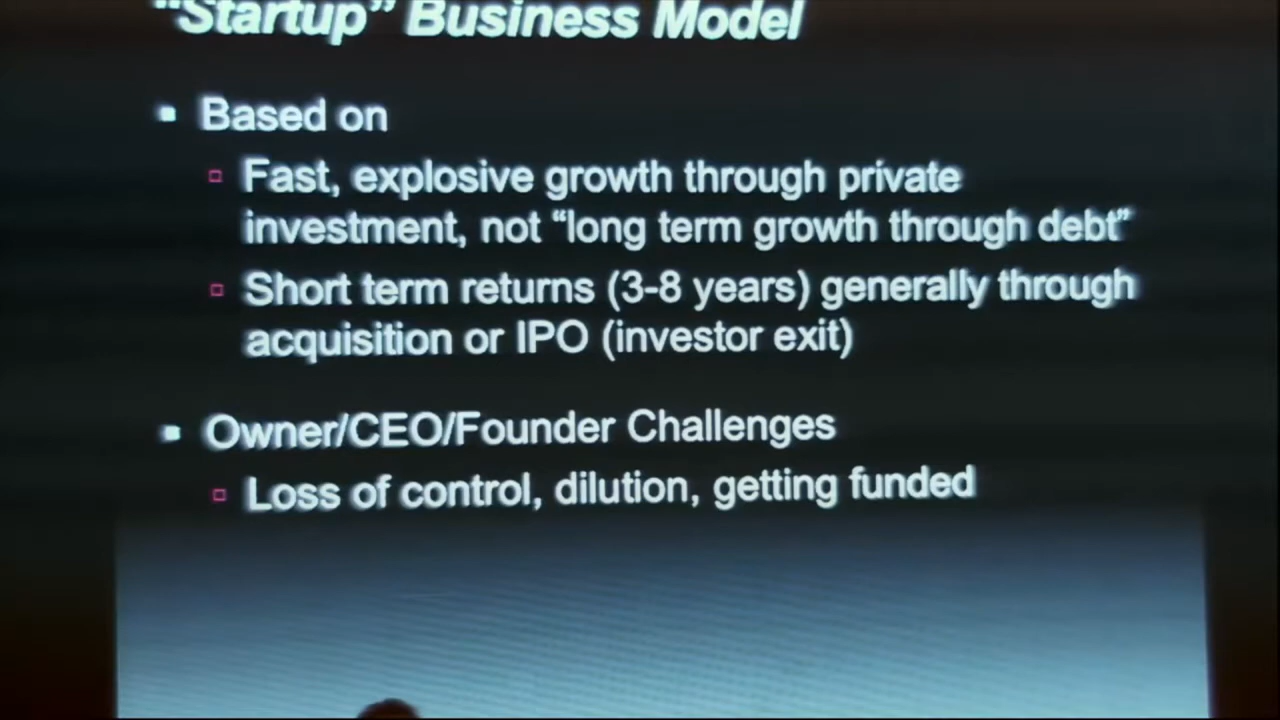 “Startup” Business Model
Based on
Fast, explosive growth through private
investment, not “long term growth through debt”
Short term returns (3-8 years) generally through
acquisition or IPO (investor exit)
Owner/CEO/Founder Challenges
Loss of control, dilution, getting funded